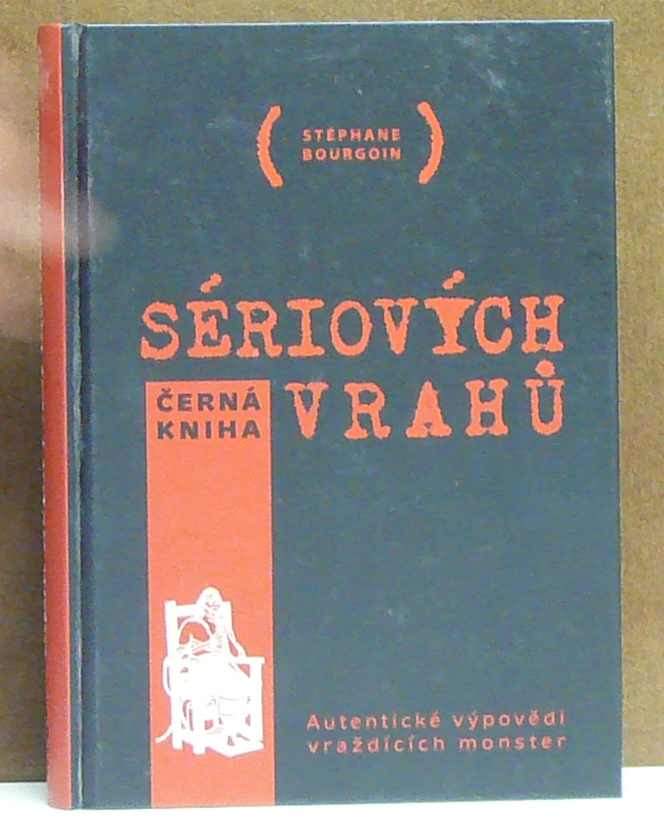 STÉPHANE
BOURGOIN
SÉRIOVÝCH
ČERNÁ
KNIHA
VRAHŮ
Autentické výpovědi
vraždících monster